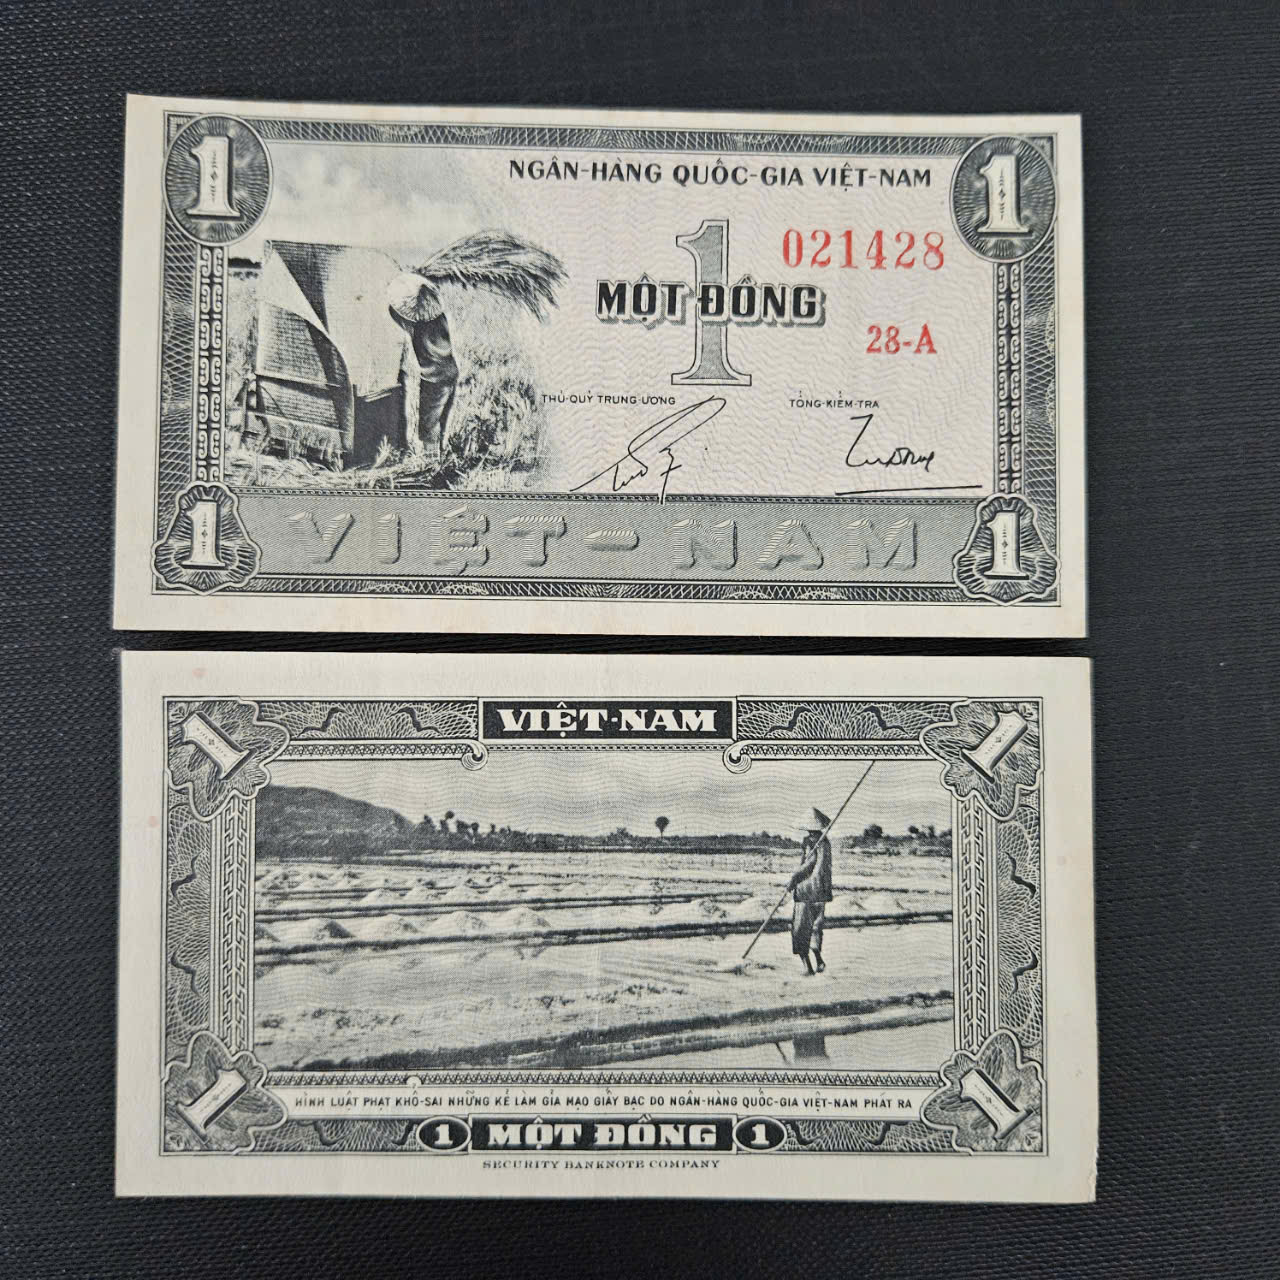 1
1
NGÂN-HÀNG QUỐC-GIA VIỆT-NAM
1
021428
MỘT ĐỒNG
28-A
THỦ-QUỸ TRUNG-ƯƠNG
TỔNG-KIỂM-TRA
1
VIỆT-NAM
1
1
VIỆT-NAM
1
1
HÌNH LUẬT PHẠT KHỔ-SAI NHỮNG KẺ LÀM GIẢ MẠO GIẤY BẠC DO NGÂN-HÀNG QUỐC-GIA VIỆT-NAM PHÁT RA
1
1 MỘT ĐỒNG 1
SECURITY BANKNOTE COMPANY